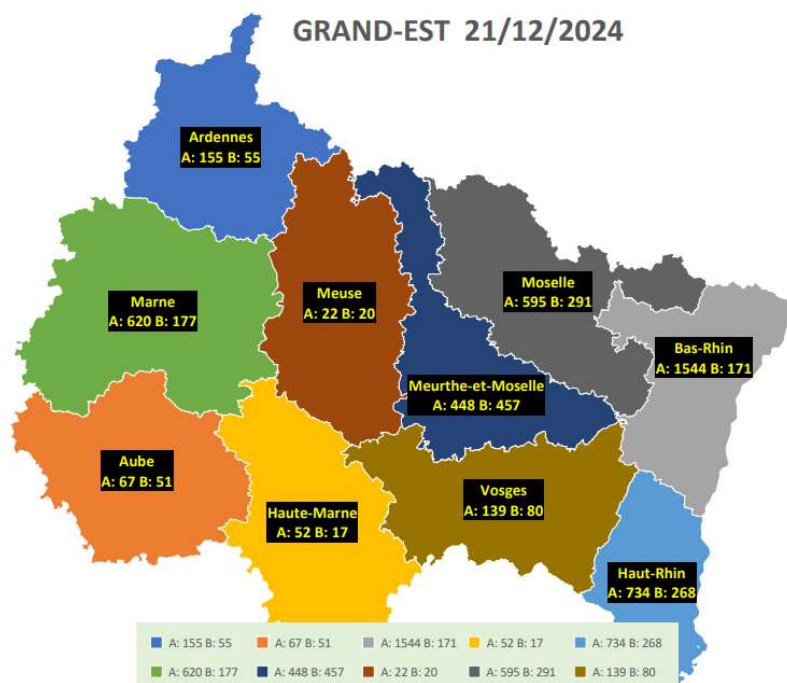 GRAND-EST 21/12/2024
Ardennes
A: 155 B: 55
Marne
A: 620 B: 177
Meuse
A: 22 B: 20
Moselle
A: 595 B: 291
Bas-Rhin
A: 1544 B: 171
Meurthe-et-Moselle
A: 448 B: 457
Aube
A: 67 B: 51
Haute-Marne
A: 52 B: 17
Vosges
A: 139 B: 80
Haut-Rhin
A: 734 B: 268
A: 155 B: 55 A: 67 B: 51 A: 1544 B: 171 A: 52 B: 17 A: 734 B: 268
A: 620 B: 177 A: 448 B: 457 A: 22 B: 20 A: 595 B: 291 A: 139 B: 80